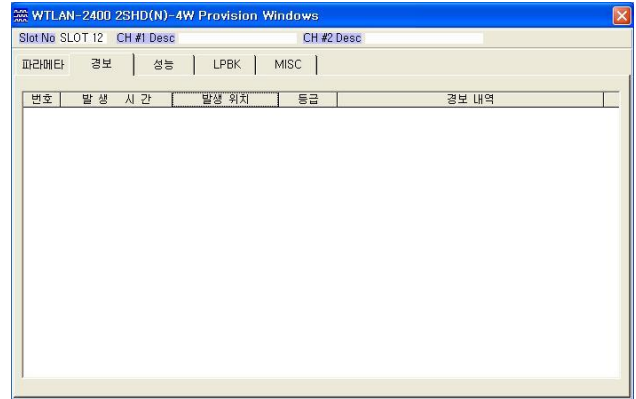 WTLAN-2400 2SHD(N)-4W Provision Windows
Slot No SLOT 12 CH #1 Desc CH #2 Desc
파라메타 경보 성능 LPBK MISC
번호 발 생 시 간 발생 위치 등급 경보 내역